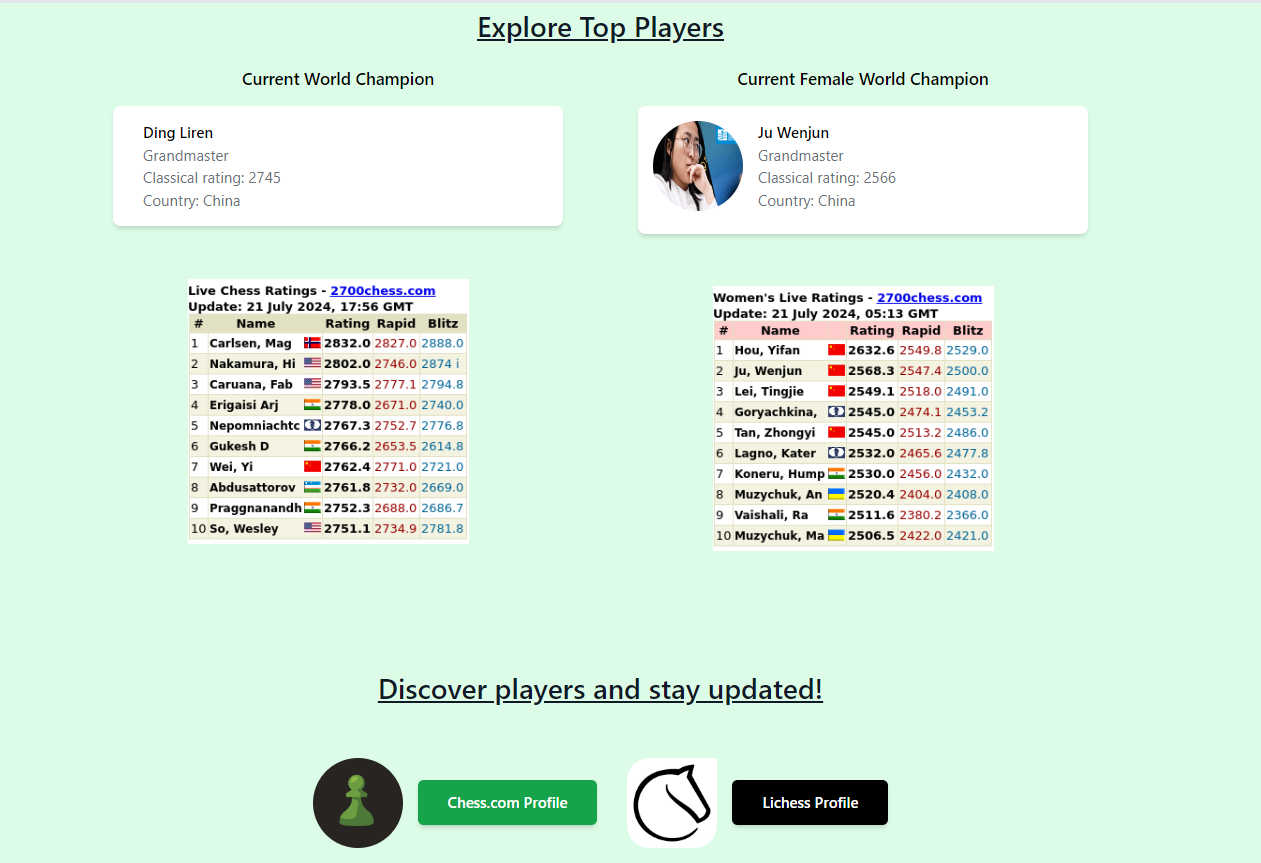 Explore Top Players
Current World Champion
Ding Liren
Grandmaster
Classical rating: 2745
Country: China
Current Female World Champion
Ju Wenjun
Grandmaster
Classical rating: 2566
Country: China
Live Chess Ratings - 2700chess.com
Update: 21 July 2024, 17:56 GMT
# Name Rating Rapid Blitz
1 Carlsen, Mag 2832.0 2827.0 2888.0
2 Nakamura, Hi 2802.0 2746.0 2874 i
3 Caruana, Fab 2793.5 2777.1 2794.8
4 Erigaisi Arj 2778.0 2671.0 2740.0
5 Nepomniachtc 2767.3 2752.7 2776.8
6 Gukesh D 2766.2 2653.5 2614.8
7 Wei, Yi 2762.4 2771.0 2721.0
8 Abdusattorov 2761.8 2732.0 2669.0
9 Praggnanandh 2752.3 2688.0 2686.7
10 So, Wesley 2751.1 2734.9 2781.8
Women's Live Ratings - 2700chess.com
Update: 21 July 2024, 05:13 GMT
# Name Rating Rapid Blitz
1 Hou, Yifan 2632.6 2549.8 2529.0
2 Ju, Wenjun 2568.3 2547.4 2500.0
3 Lei, Tingjie 2549.1 2518.0 2491.0
4 Goryachkina, 2545.0 2474.1 2453.2
5 Tan, Zhongyi 2545.0 2513.2 2486.0
6 Lagno, Kater 2532.0 2465.6 2477.8
7 Koneru, Hump 2530.0 2456.0 2432.0
8 Muzychuk, An 2520.4 2404.0 2408.0
9 Vaishali, Ra 2511.6 2380.2 2366.0
10 Muzychuk, Ma 2506.5 2422.0 2421.0
Discover players and stay updated!
Chess.com Profile
Lichess Profile